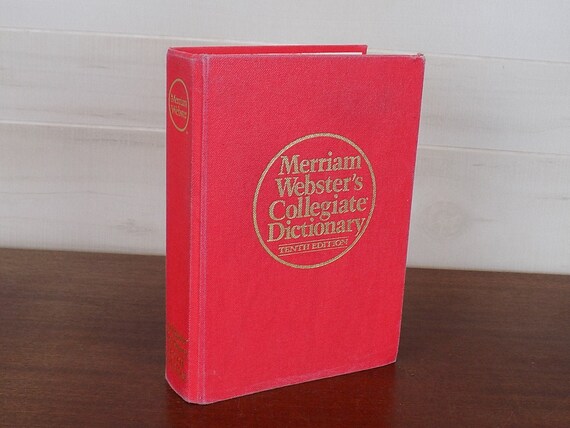 Merriam
Webster
Merriam
Webster's
Collegiate®
Dictionary
TENTH EDITION